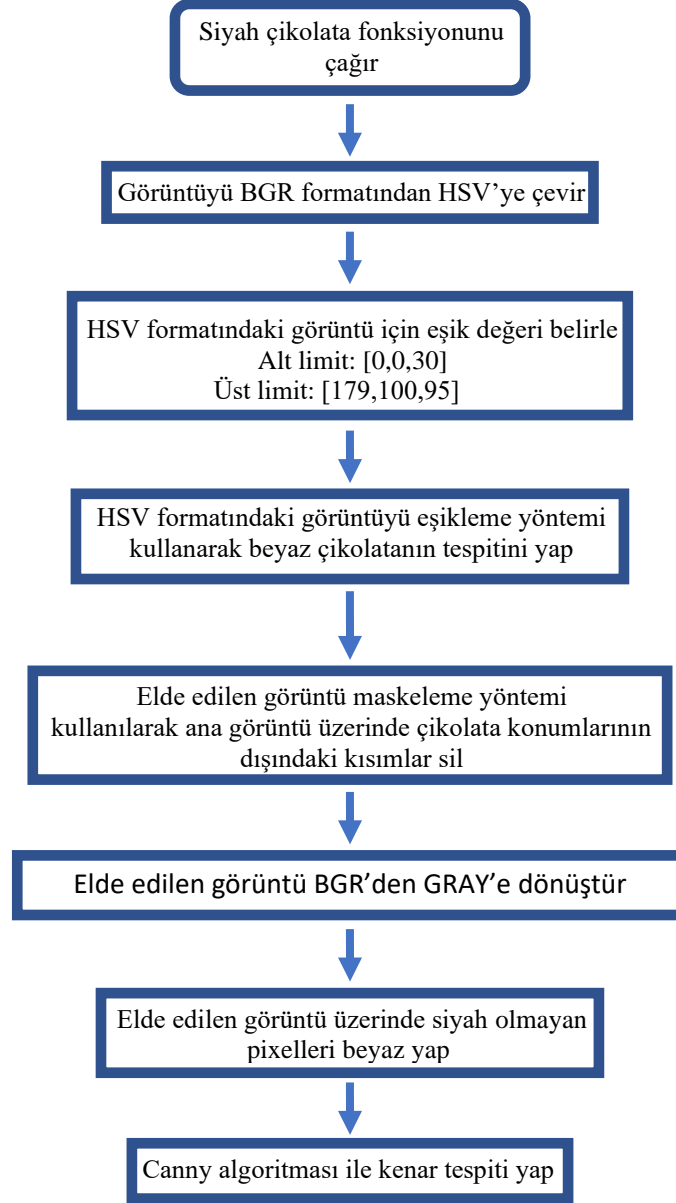 Siyah çikolata fonksiyonunu
çağır
Görüntüyü BGR formatından HSV’ye çevir
HSV formatındaki görüntü için eşik değeri belirle
Alt limit: [0,0,30]
Üst limit: [179,100,95]
HSV formatındaki görüntüyü eşikleme yöntemi
kullanarak beyaz çikolatanın tespitini yap
Elde edilen görüntü maskeleme yöntemi
kullanılarak ana görüntü üzerinde çikolata konumlarının
dışındaki kısımlar sil
Elde edilen görüntü BGR’den GRAY’e dönüştür
Elde edilen görüntü üzerinde siyah olmayan
pixelleri beyaz yap
Canny algoritması ile kenar tespiti yap